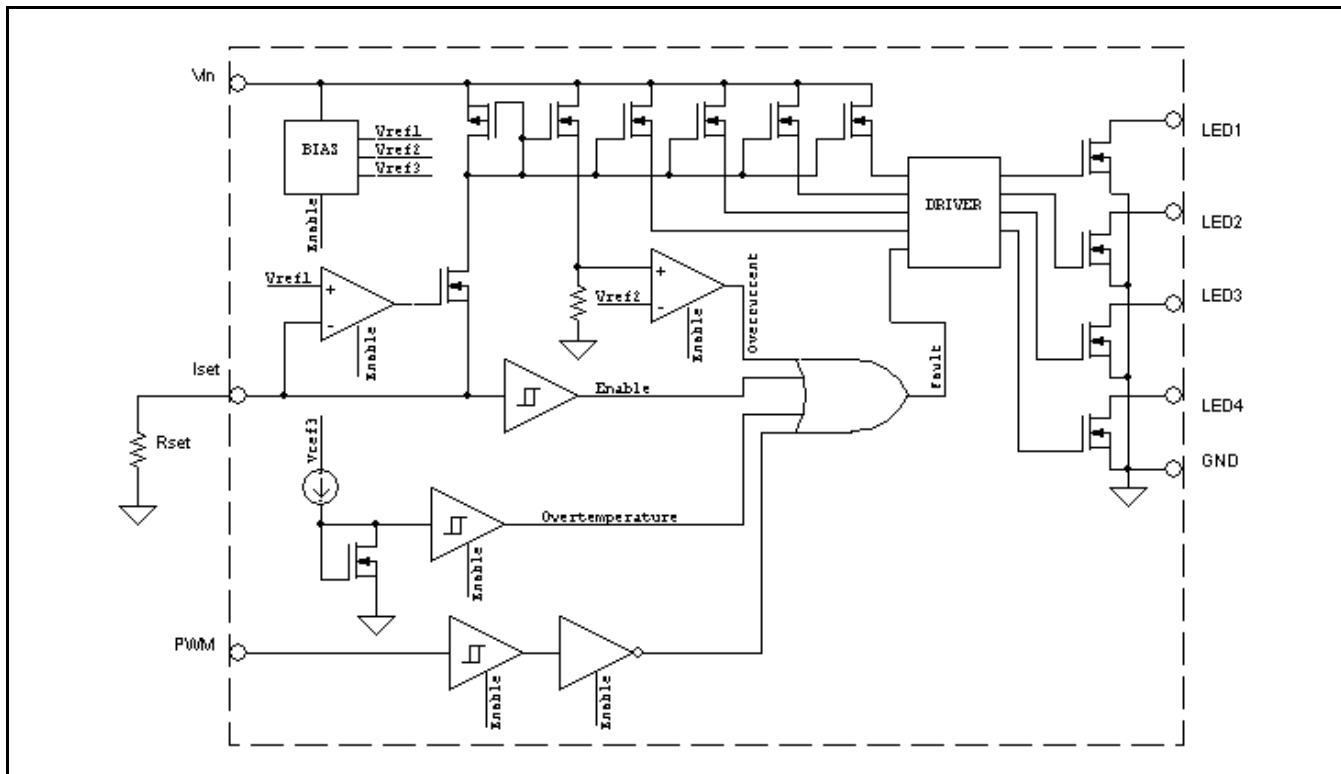 Vin
LED1
Vref1
BIAS
Vref2
Vref3
DRIVER
Enable
LED2
Vref1
+
-
Enable
+
Vref2
-
Enable
Overcurrent
LED3
Iset
Enable
Fault
LED4
Rset
Vref3
GND
Overtemperature
Enable
PWM
Enable
Enable